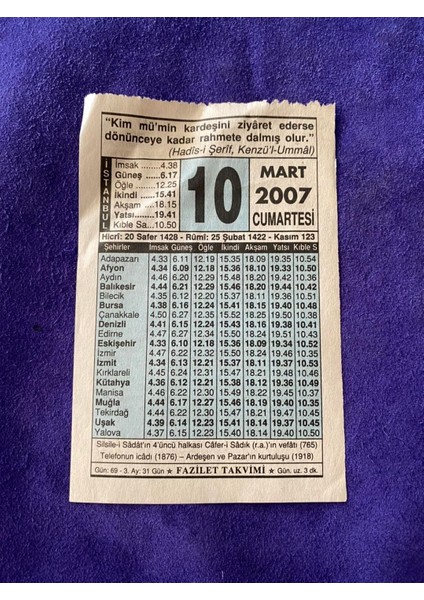 “Kim mü’min kardeşini ziyâret ederse
dönünceye kadar rahmete dalmış olur.”
(Hadîs-i Şerîf, Kenzü’l-Ummâl)
İSTANBUL
İmsak ........4.38
Güneş ......6.17
Öğle .........12.25
İkindi ......15.41
Akşam ....18.15
Yatsı.......19.41
Kıble Sa...10.50
10
MART
2007
CUMARTESİ
Hicrî: 20 Safer 1428 - Rûmî: 25 Şubat 1422 - Kasım 123
Şehirler İmsak Güneş Öğle İkindi Akşam Yatsı Kıble S
Adapazarı 4.33 6.11 12.19 15.35 18.09 19.35 10.54
Afyon 4.34 6.09 12.18 15.36 18.10 19.33 10.50
Aydın 4.46 6.20 12.29 15.48 18.20 19.42 10.36
Balıkesir 4.44 6.21 12.29 15.46 18.20 19.44 10.42
Bilecik 4.35 6.12 12.20 15.37 18.11 19.36 10.51
Bursa 4.38 6.16 12.24 15.41 18.15 19.40 10.48
Çanakkale 4.50 6.27 12.35 15.52 18.25 19.50 10.38
Denizli 4.41 6.15 12.24 15.43 18.16 19.38 10.41
Edirne 4.47 6.27 12.34 15.50 18.24 19.50 10.43
Eskişehir 4.33 6.10 12.18 15.36 18.09 19.34 10.52
İzmir 4.47 6.22 12.30 15.50 18.24 19.46 10.35
İzmit 4.34 6.13 12.21 15.37 18.11 19.37 10.53
Kırklareli 4.45 6.24 12.31 15.47 18.21 19.48 10.46
Kütahya 4.36 6.12 12.21 15.38 18.12 19.36 10.49
Manisa 4.46 6.22 12.30 15.49 18.22 19.45 10.37
Muğla 4.44 6.17 12.27 15.46 18.19 19.40 10.35
Tekirdağ 4.44 6.22 12.30 15.46 18.20 19.46 10.45
Uşak 4.39 6.14 12.23 15.41 18.14 19.37 10.45
Yalova 4.37 6.15 12.23 15.40 18.14 19.40 10.50
Silsile-i Sâdât’ın 4’üncü halkası Câfer-i Sâdık (r.a.)’ın vefâtı (765)
Telefonun icâdı (1876) – Ardeşen ve Pazar’ın kurtuluşu (1918)
Gün: 69 - 3. Ay: 31 Gün ★ FAZİLET TAKVİMİ ★ Gün. uz. 3 dk.